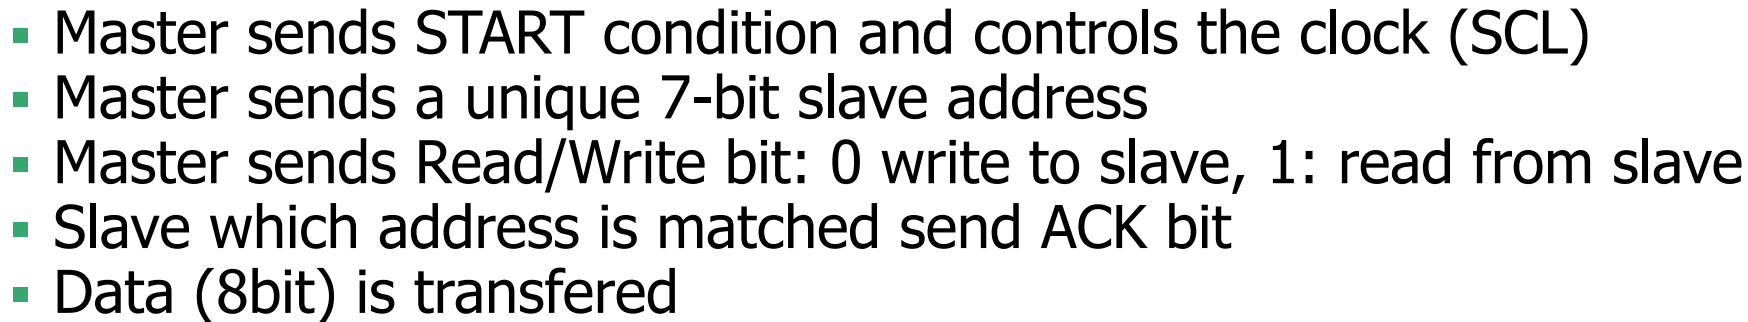 Master sends START condition and controls the clock (SCL)
Master sends a unique 7-bit slave address
Master sends Read/Write bit: 0 write to slave, 1: read from slave
Slave which address is matched send ACK bit
Data (8bit) is transfered